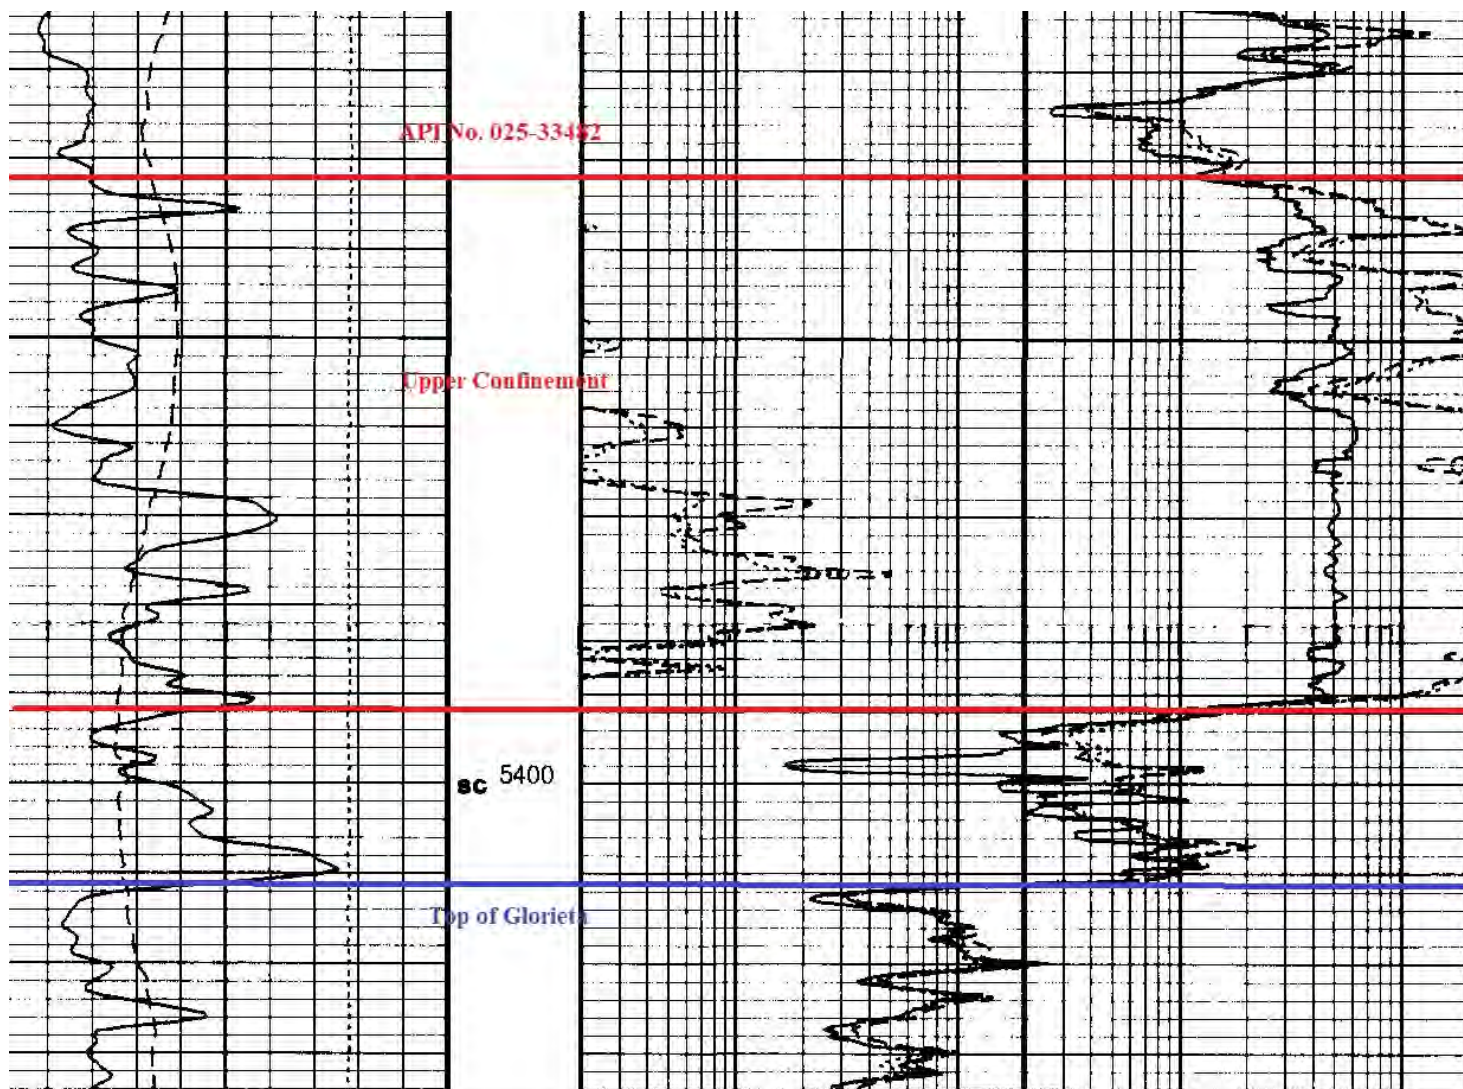 API No. 025-33482
Upper Confinement
sc 5400
Top of Glorieta